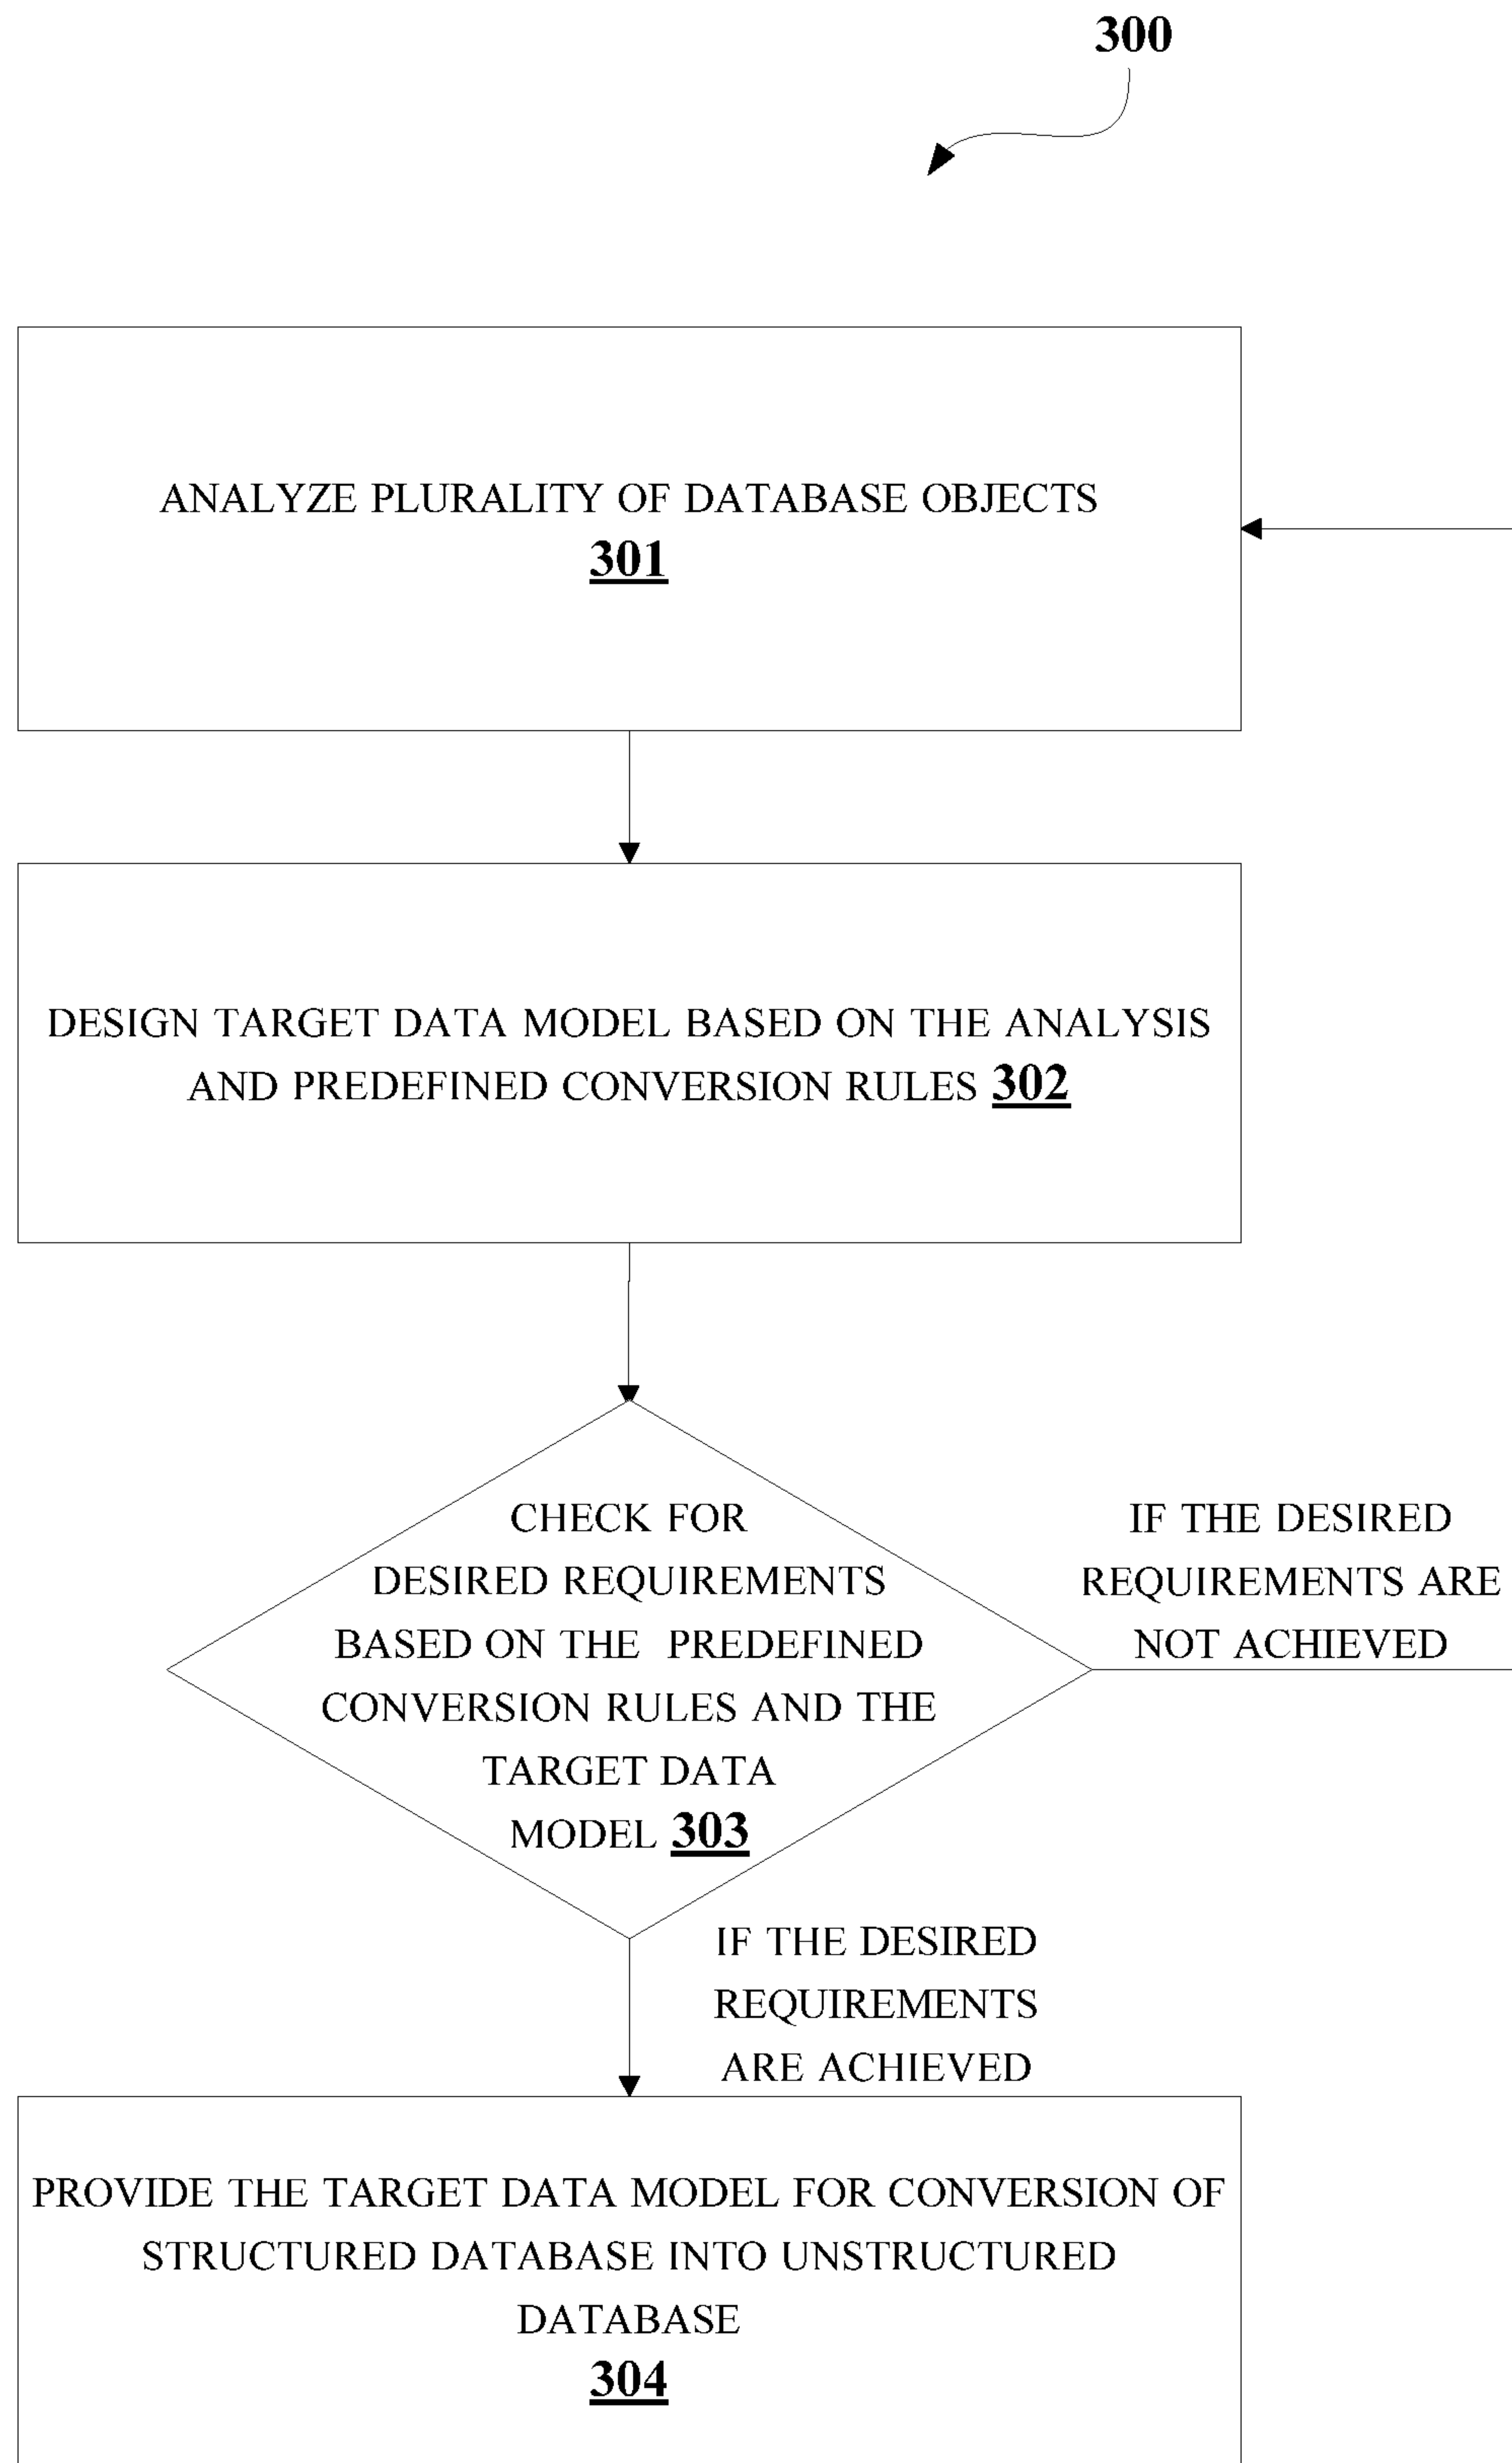 300
ANALYZE PLURALITY OF DATABASE OBJECTS
301
DESIGN TARGET DATA MODEL BASED ON THE ANALYSIS
AND PREDEFINED CONVERSION RULES 302
CHECK FOR
DESIRED REQUIREMENTS
BASED ON THE PREDEFINED
CONVERSION RULES AND THE
TARGET DATA
MODEL 303
IF THE DESIRED
REQUIREMENTS ARE
NOT ACHIEVED
IF THE DESIRED
REQUIREMENTS
ARE ACHIEVED
PROVIDE THE TARGET DATA MODEL FOR CONVERSION OF
STRUCTURED DATABASE INTO UNSTRUCTURED
DATABASE
304